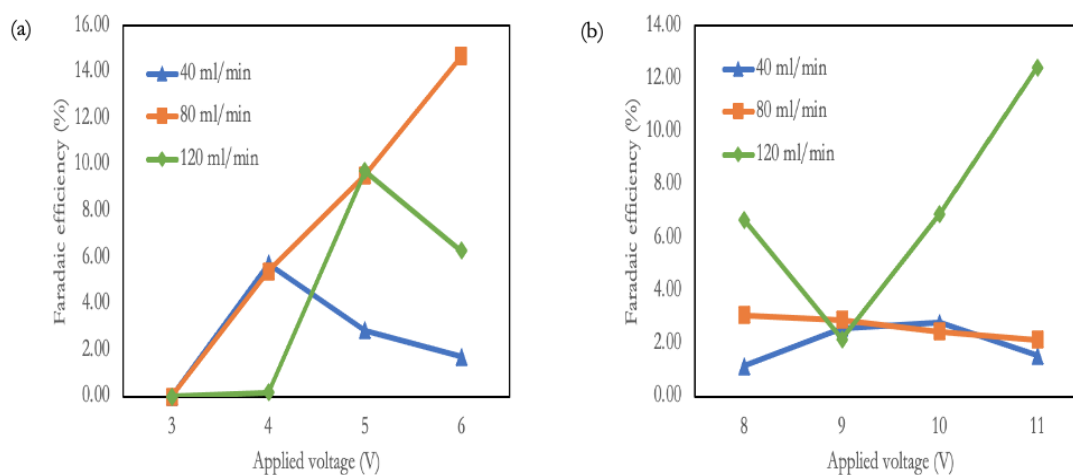 (a)
16.00
14.00
12.00
10.00
8.00
6.00
4.00
2.00
0.00
Faradaic efficiency (%)
40 ml/min
80 ml/min
120 ml/min
3 4 5 6
Applied voltage (V)
(b)
14.00
12.00
10.00
8.00
6.00
4.00
2.00
0.00
Faradaic efficiency (%)
40 ml/min
80 ml/min
120 ml/min
8 9 10 11
Applied voltage (V)